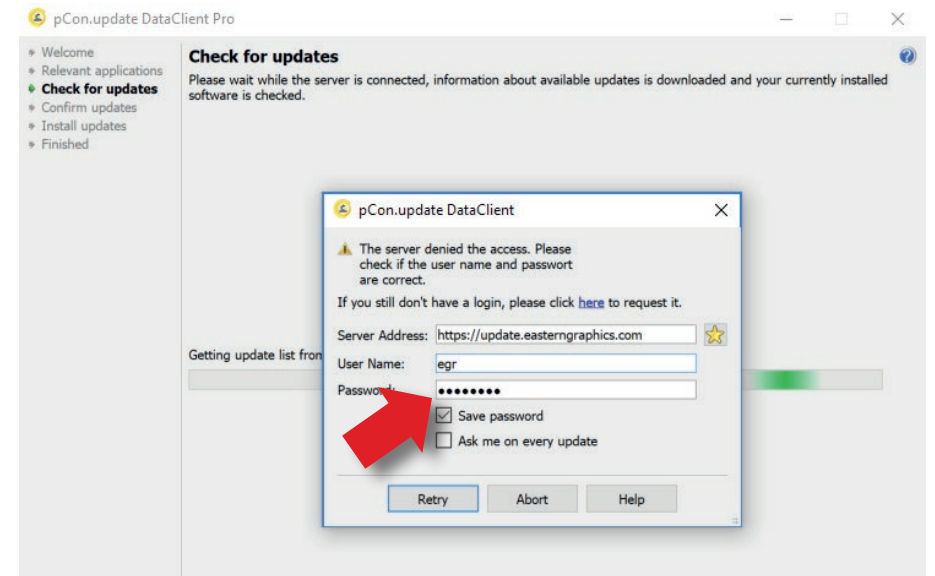 pCon.update DataClient Pro
Welcome
Relevant applications
Check for updates
Confirm updates
Install updates
Finished
Check for updates
Please wait while the server is connected, information about available updates is downloaded and your currently installed
software is checked.
Getting update list from
pCon.update DataClient
The server denied the access. Please
check if the user name and passwort
are correct.
If you still don't have a login, please click here to request it.
Server Address: https://update.easterngraphics.com
User Name: egr
Password: ••••••••
Save password
Ask me on every update
Retry Abort Help